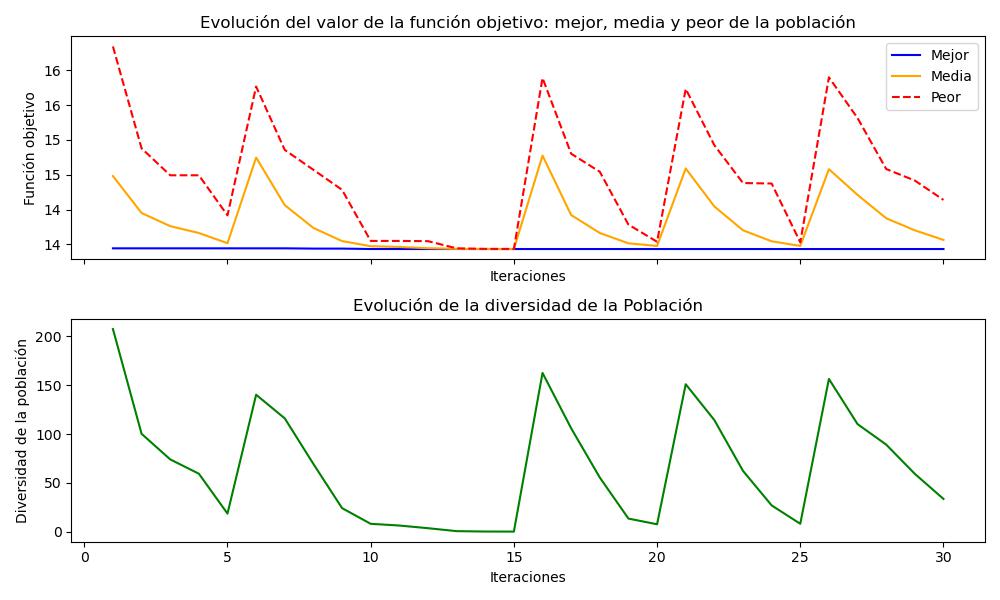 Evolución del valor de la función objetivo: mejor, media y peor de la población
Función objetivo
16
16
15
15
14
14
Mejor
Media
Peor
Iteraciones
Evolución de la diversidad de la Población
Diversidad de la población
200
150
100
50
0
0 5 10 15 20 25 30
Iteraciones